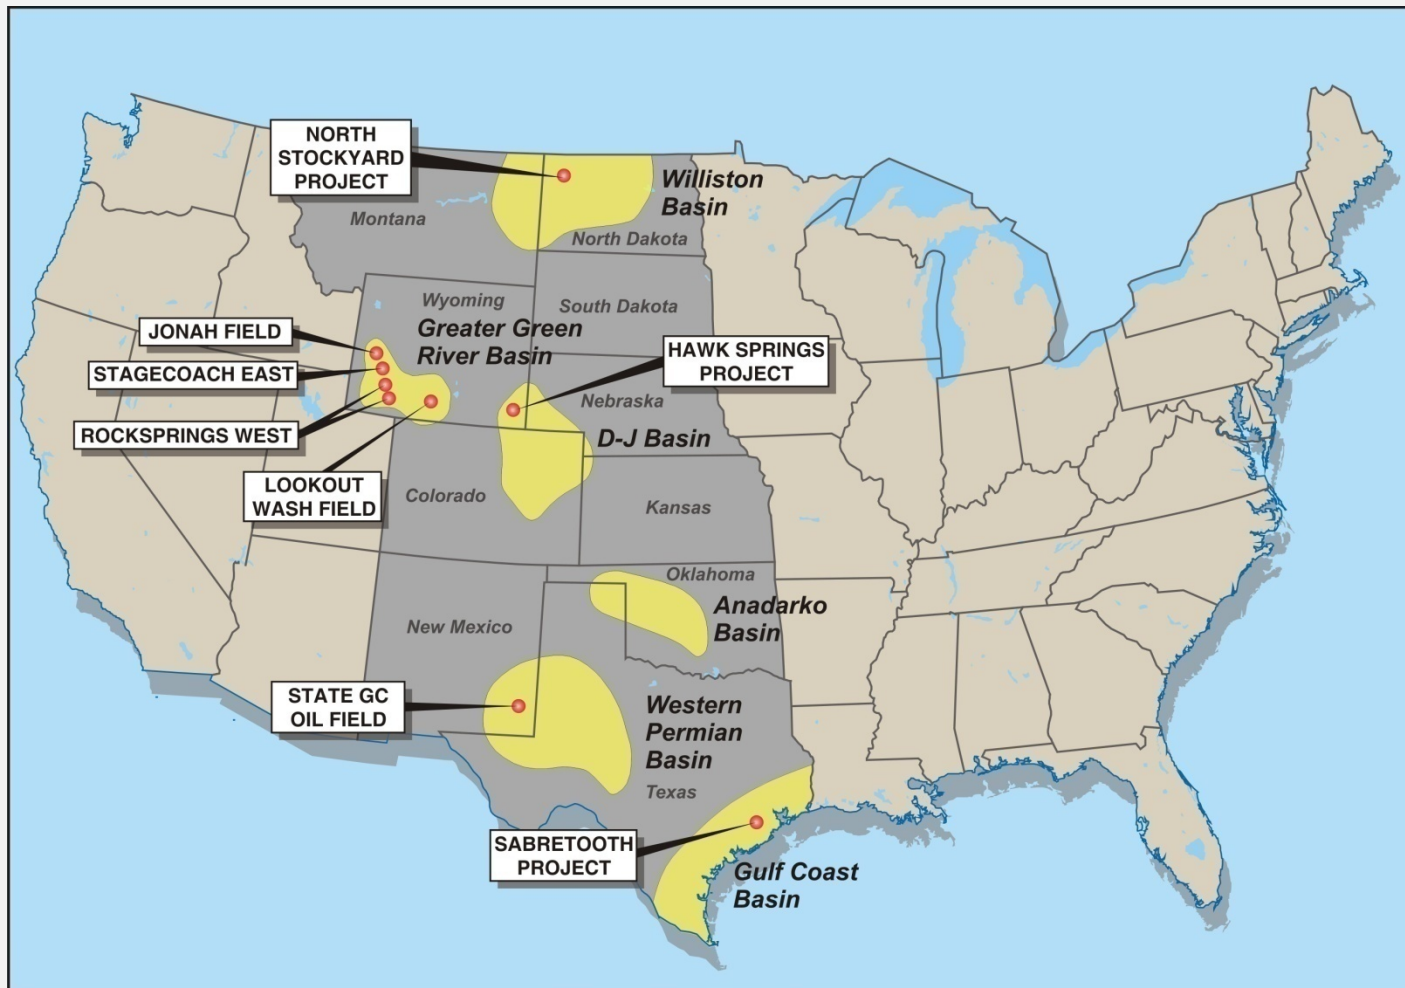 NORTH
STOCKYARD
PROJECT
Williston
Basin
Montana
North Dakota
Wyoming
South Dakota
Greater Green
River Basin
JONAH FIELD
STAGECOACH EAST
ROCKSPRINGS WEST
LOOKOUT
WASH FIELD
HAWK SPRINGS
PROJECT
Nebraska
D-J Basin
Colorado
Kansas
Oklahoma
Anadarko
Basin
New Mexico
STATE GC
OIL FIELD
Western
Permian
Basin
Texas
SABRETOOTH
PROJECT
Gulf Coast
Basin